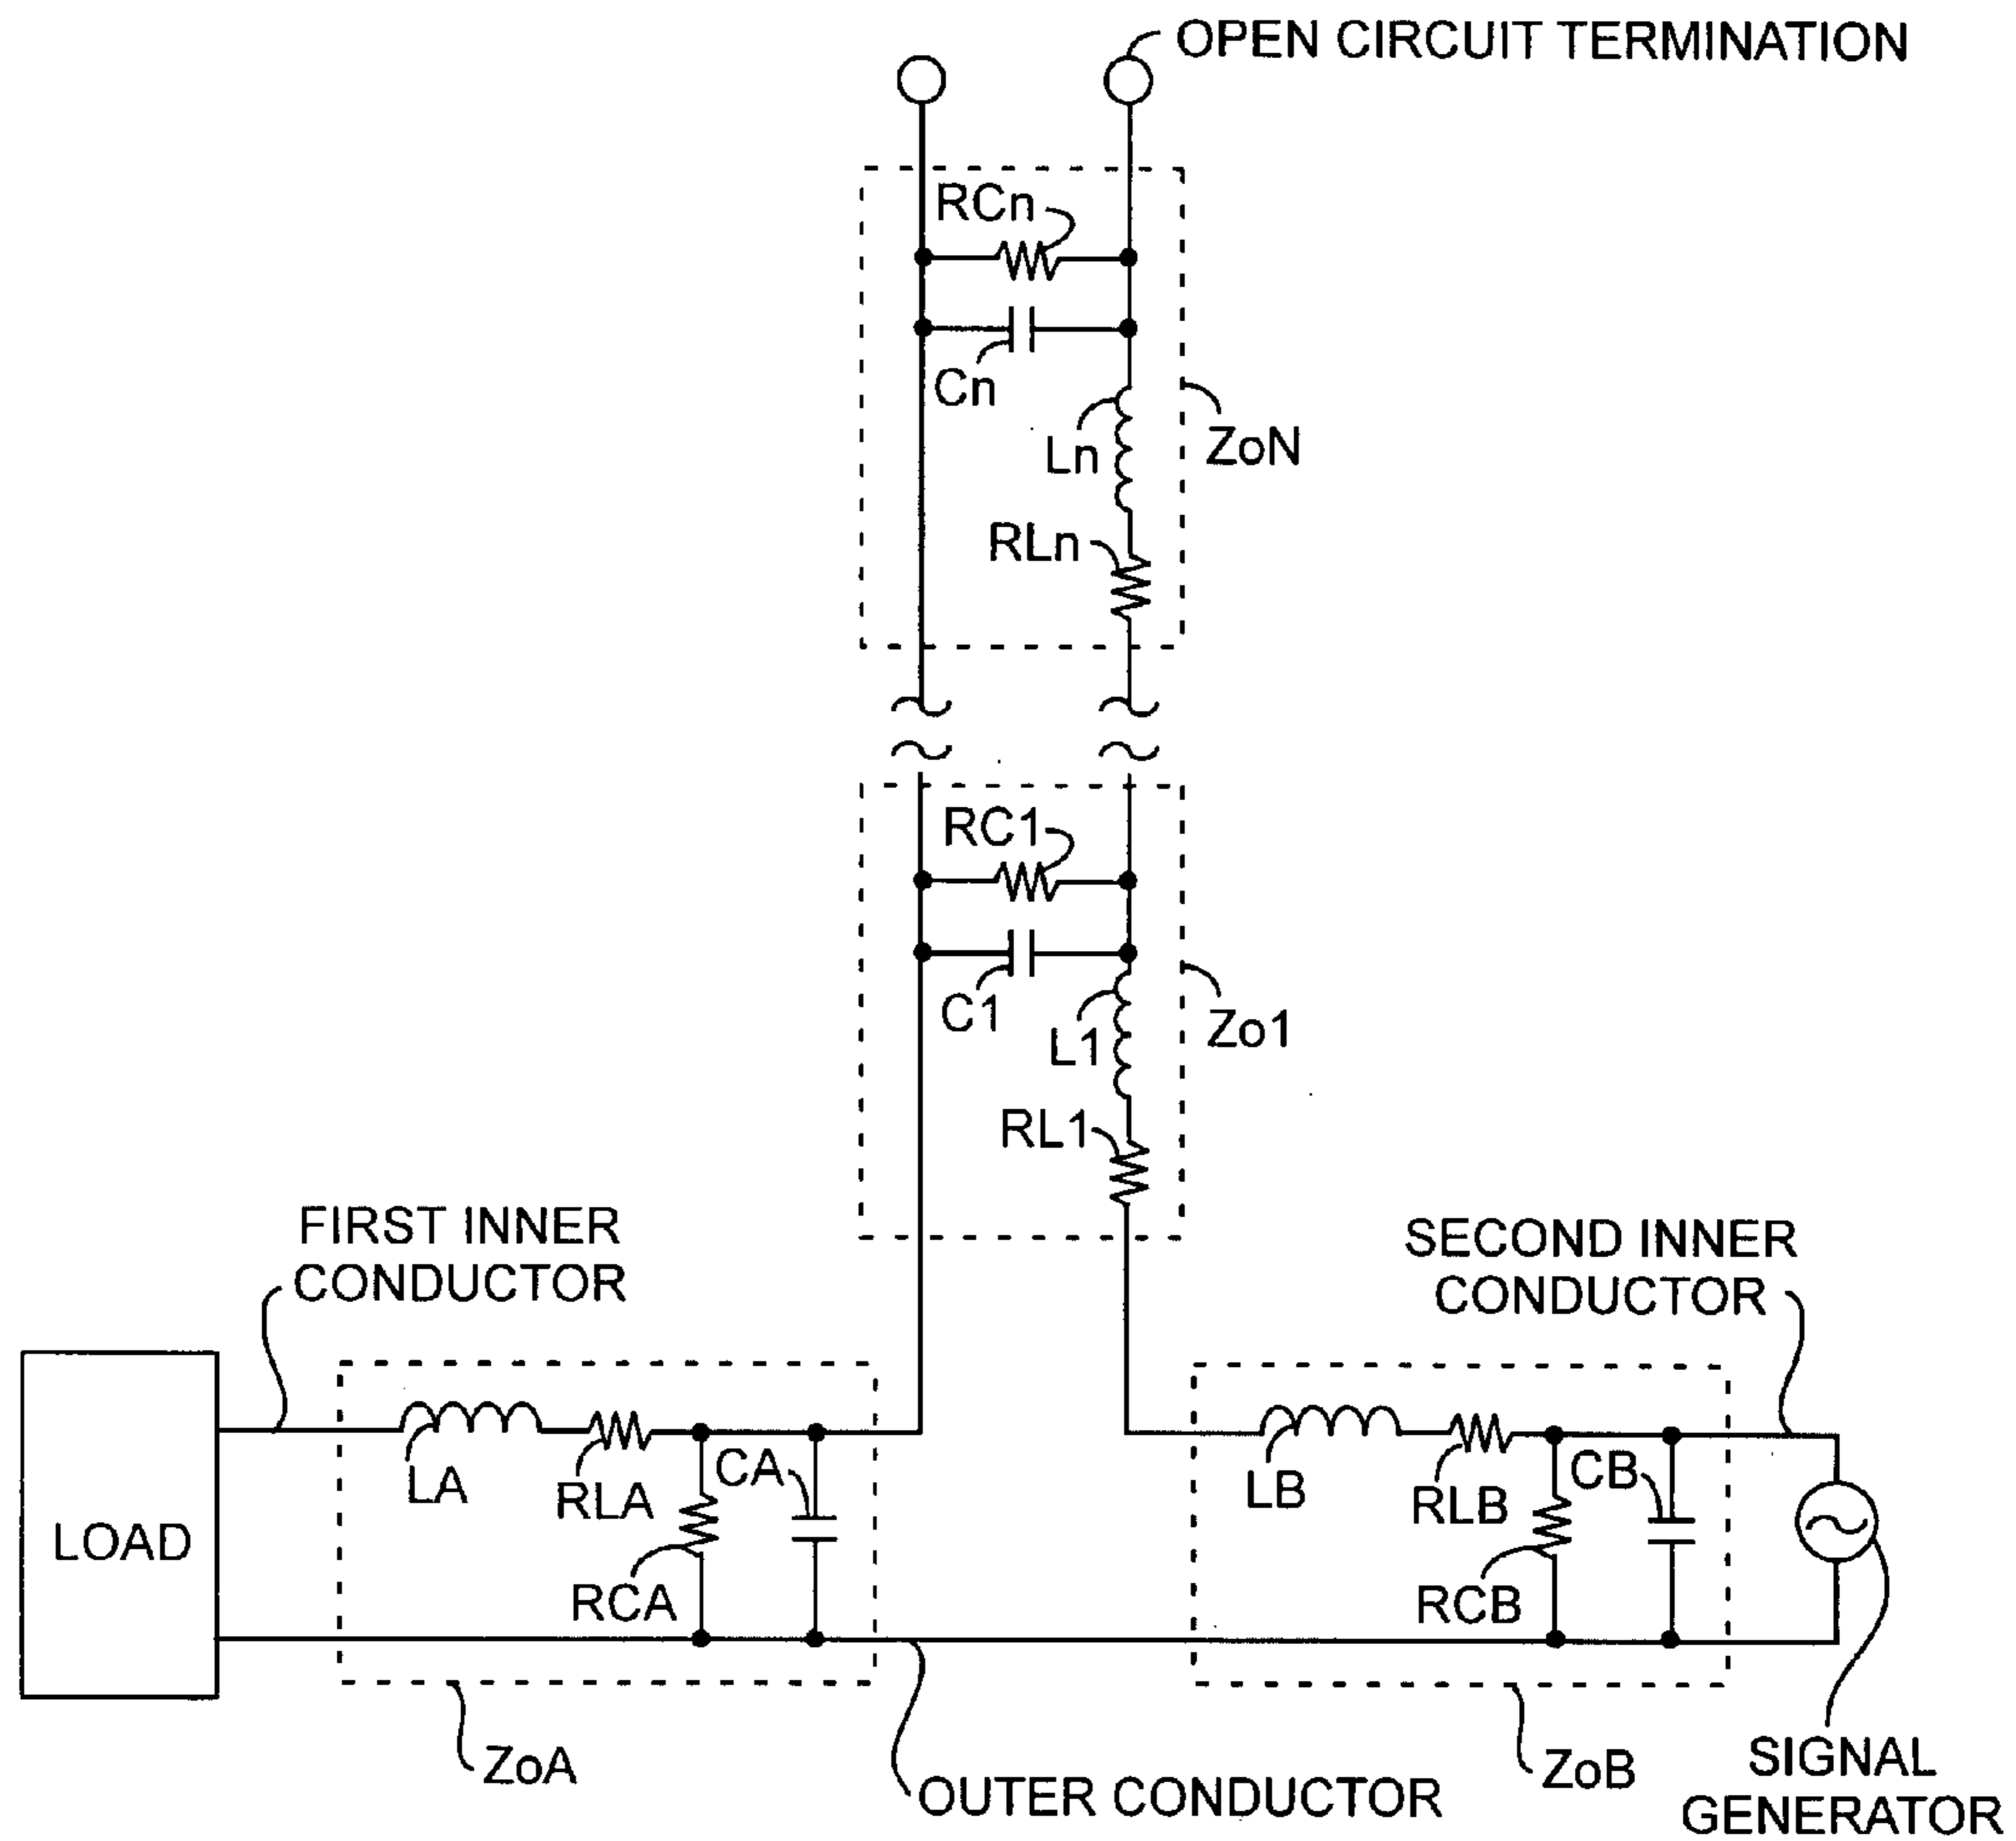 OPEN CIRCUIT TERMINATION
RCn
Cn
Ln
ZoN
RLn
RC1
C1
L1
Zo1
RL1
FIRST INNER
CONDUCTOR
SECOND INNER
CONDUCTOR
LOAD
LA
RLA
CA
RCA
LB
RLB
CB
RCB
ZoA
OUTER CONDUCTOR
ZoB
SIGNAL
GENERATOR